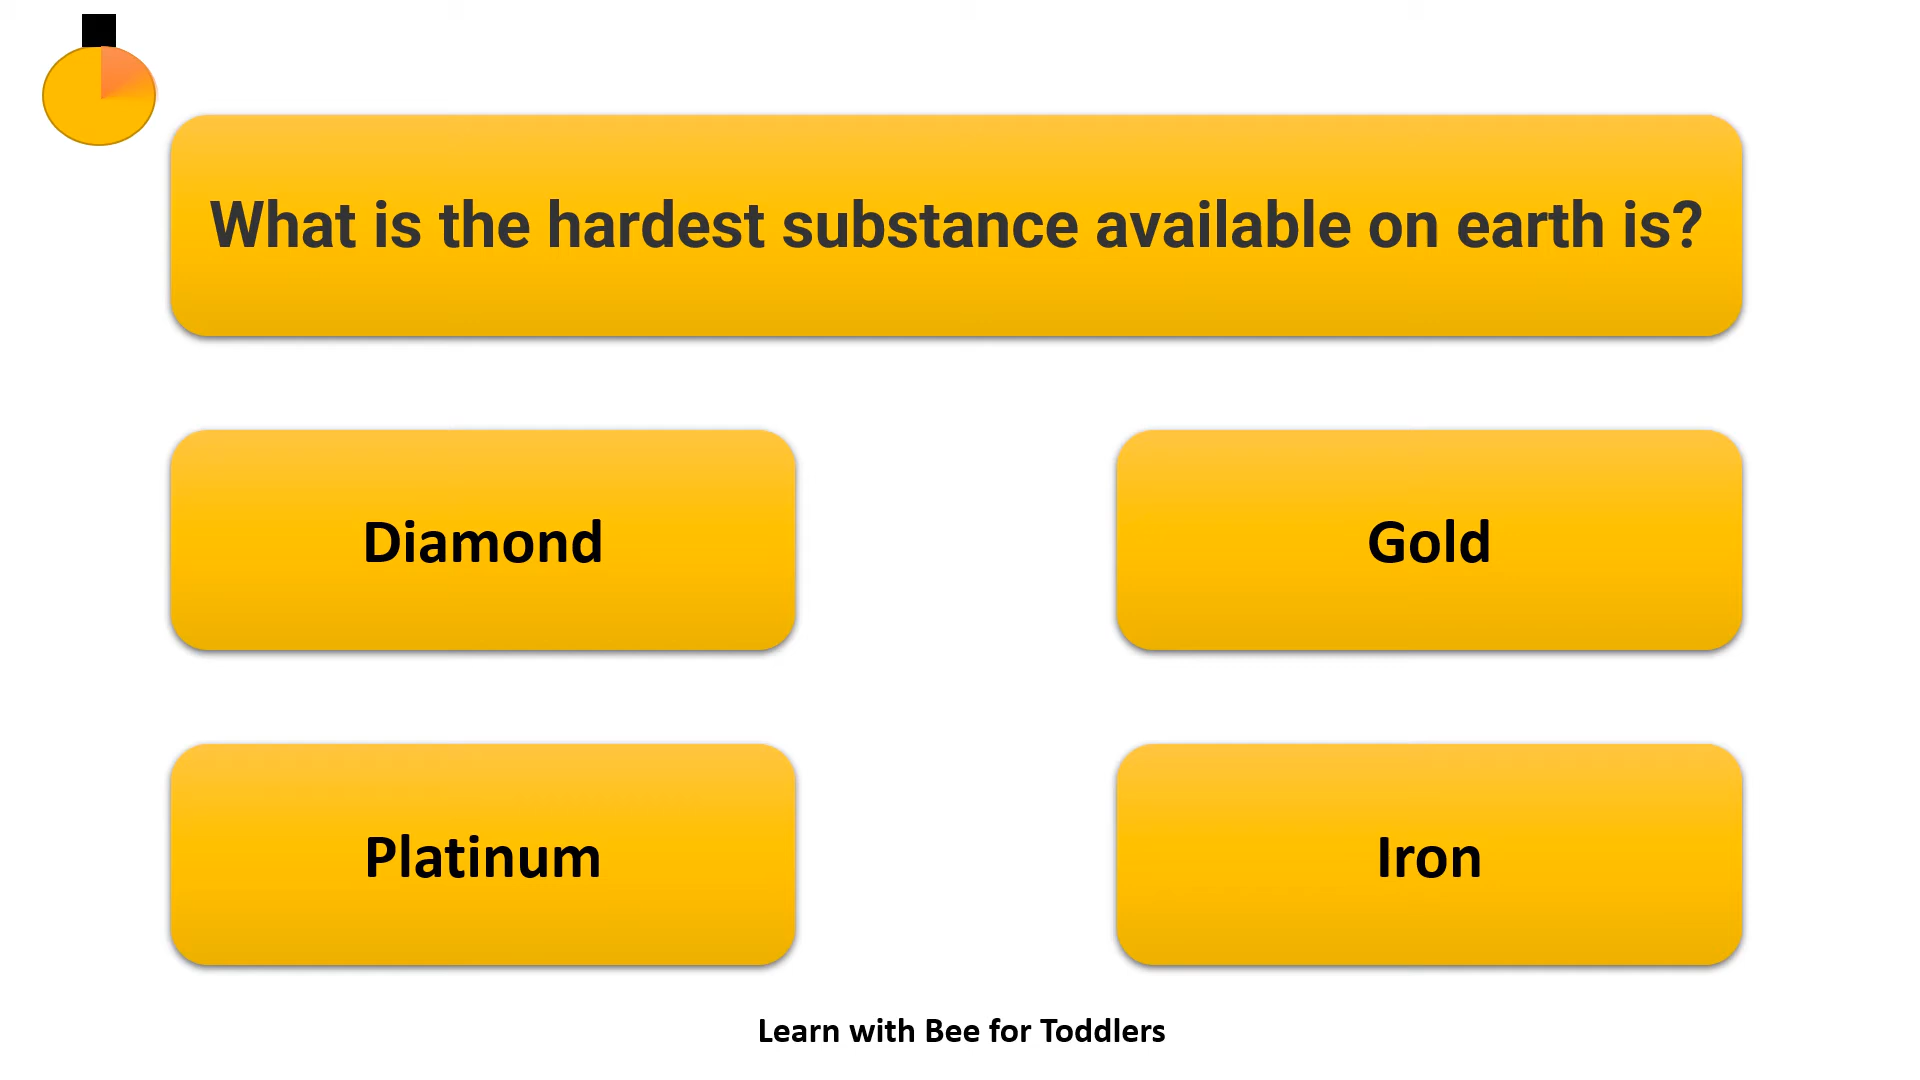 What is the hardest substance available on earth is?
Diamond
Gold
Platinum
Iron
Learn with Bee for Toddlers